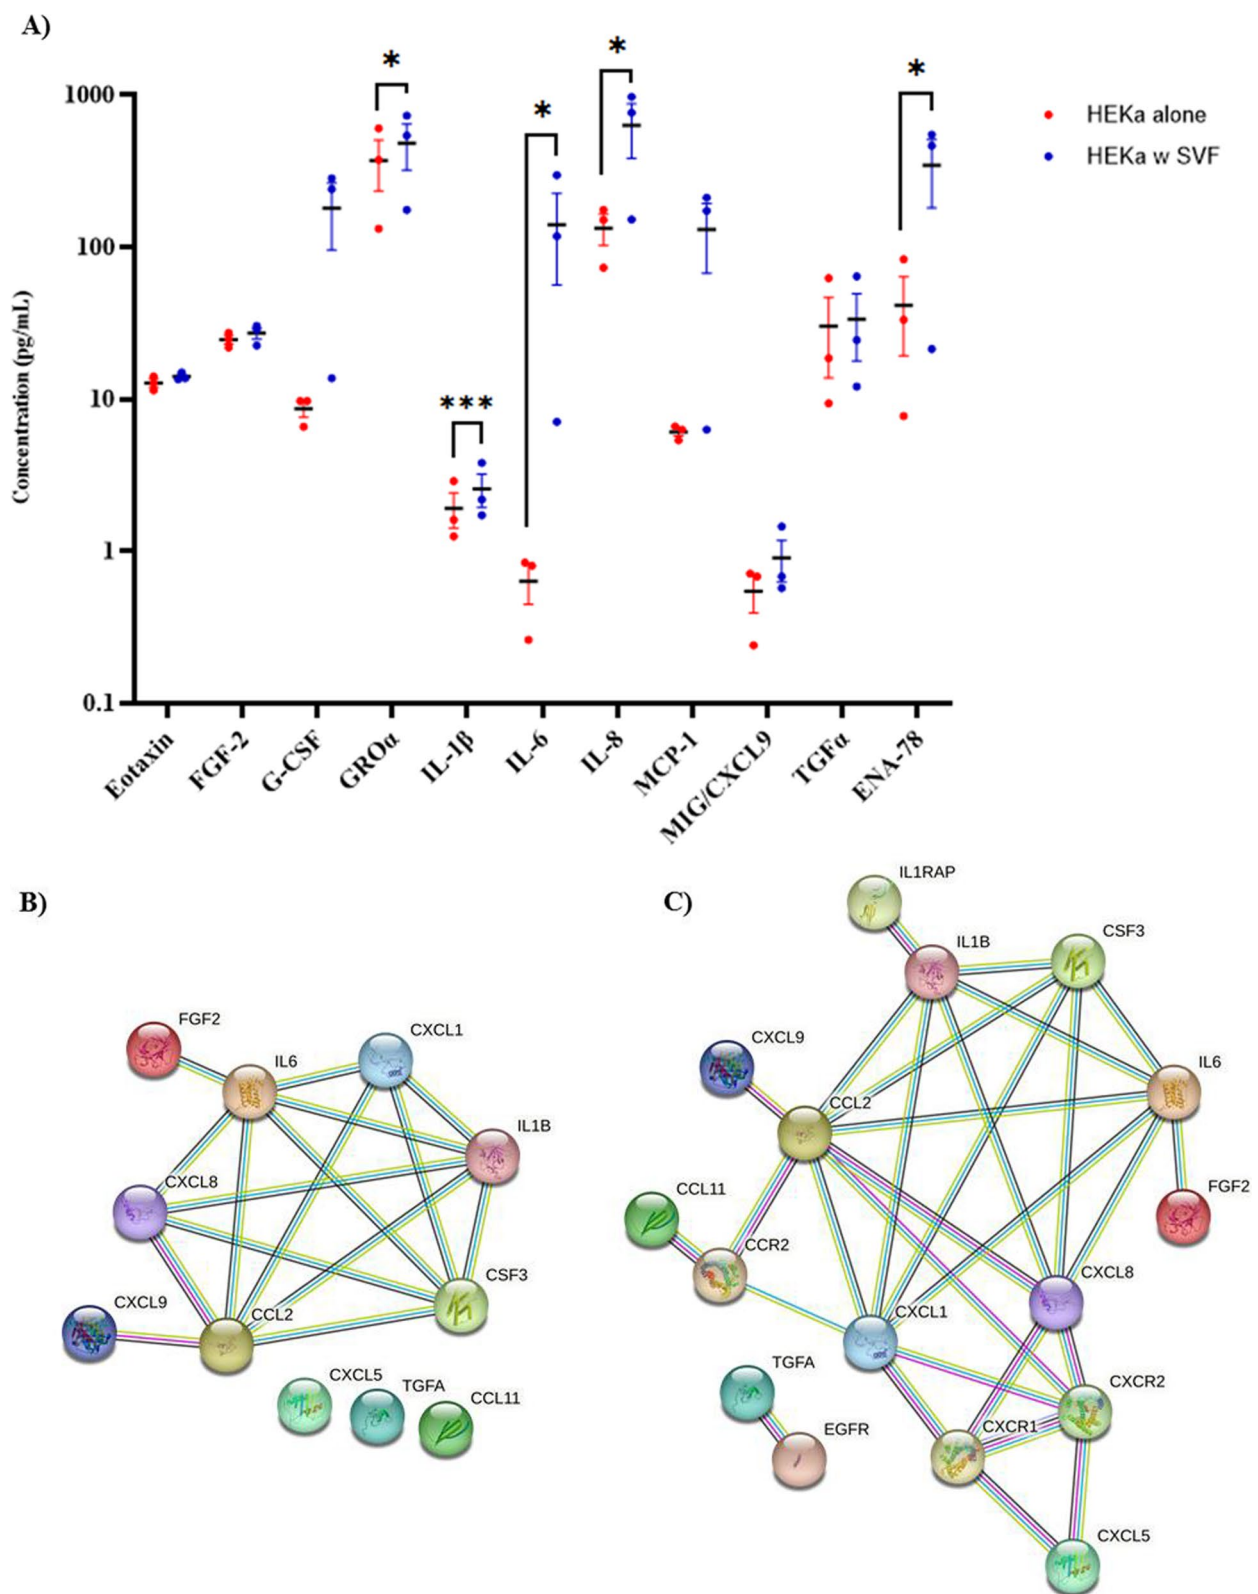 A)
*
*
*
*
***
1000
100
10
1
0.1
Concentration (pg/mL)
HEKa alone
HEKa w SVF
Eotaxin
FGF-2
G-CSF
GROα
IL-1β
IL-6
IL-8
MCP-1
MIG/CXCL9
TGFα
ENA-78
B)
FGF2
CXCL1
IL6
IL1B
CXCL8
CSF3
CXCL9
CCL2
CXCL5
TGFA
CCL11
C)
IL1RAP
IL1B
CSF3
CXCL9
IL6
CCL2
CCL11
FGF2
CCR2
CXCL8
CXCL1
TGFA
CXCR2
EGFR
CXCR1
CXCL5